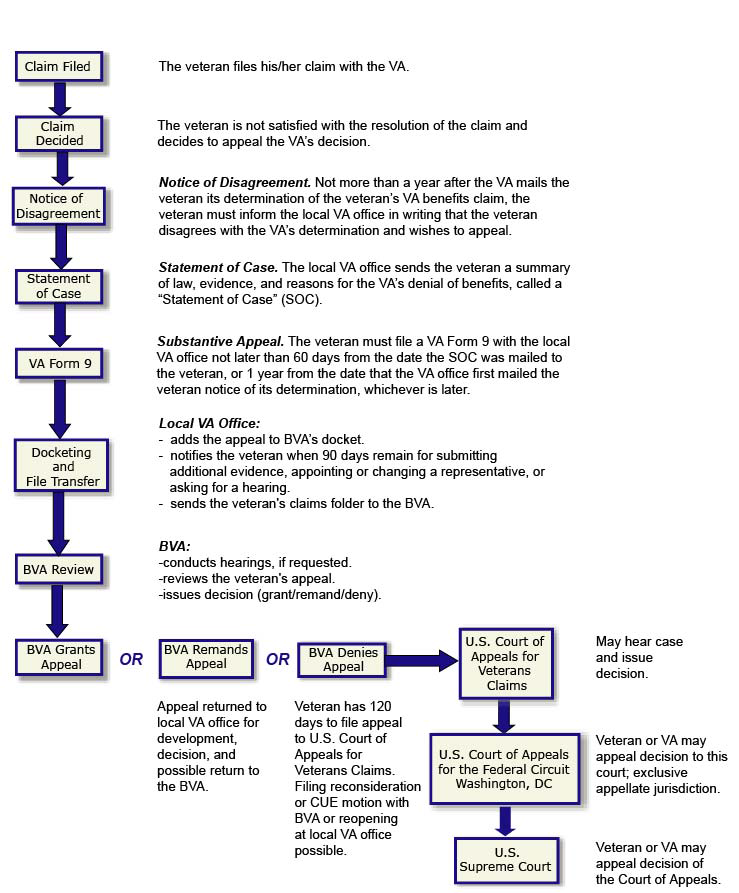 Claim Filed
The veteran files his/her claim with the VA.
Claim
Decided
The veteran is not satisfied with the resolution of the claim and
decides to appeal the VA's decision.
Notice of
Disagreement
Notice of Disagreement. Not more than a year after the VA mails the
veteran its determination of the veteran's VA benefits claim, the
veteran must inform the local VA office in writing that the veteran
disagrees with the VA's determination and wishes to appeal.
Statement
of Case
Statement of Case. The local VA office sends the veteran a summary
of law, evidence, and reasons for the VA's denial of benefits, called a
“Statement of Case” (SOC).
VA Form 9
Substantive Appeal. The veteran must file a VA Form 9 with the local
VA office not later than 60 days from the date the SOC was mailed to
the veteran, or 1 year from the date that the VA office first mailed the
veteran notice of its determination, whichever is later.
Docketing
and
File Transfer
Local VA Office:
- adds the appeal to BVA's docket.
- notifies the veteran when 90 days remain for submitting
additional evidence, appointing or changing a representative, or
asking for a hearing.
- sends the veteran's claims folder to the BVA.
BVA Review
BVA:
-conducts hearings, if requested.
-reviews the veteran's appeal.
-issues decision (grant/remand/deny).
BVA Grants
Appeal
OR
BVA Remands
Appeal
OR
BVA Denies
Appeal
U.S. Court of
Appeals for
Veterans
Claims
May hear case
and issue
decision.
Appeal returned to
local VA office for
development,
decision, and
possible return to
the BVA.
Veteran has 120
days to file appeal
to U.S. Court of
Appeals for
Veterans Claims.
Filing reconsideration
or CUE motion with
BVA or reopening
at local VA office
possible.
U.S. Court of Appeals
for the Federal Circuit
Washington, DC
Veteran or VA may
appeal decision to this
court; exclusive
appellate jurisdiction.
U.S.
Supreme Court
Veteran or VA may
appeal decision of
the Court of Appeals.